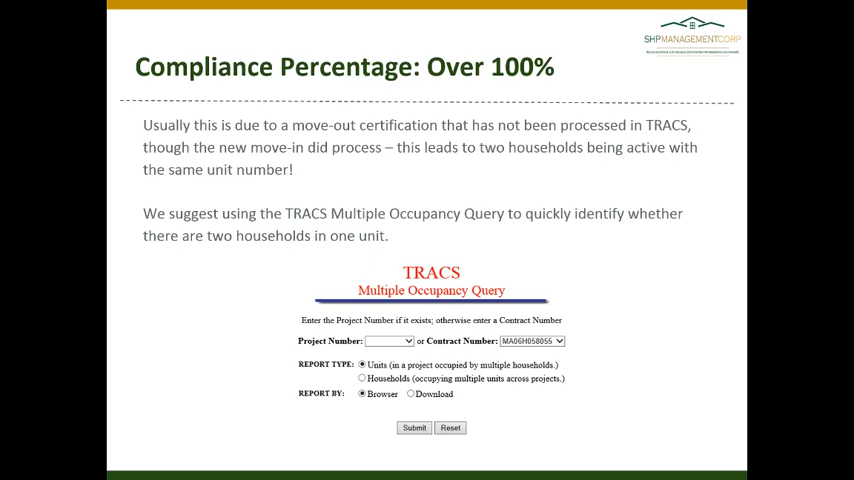 SHPMANAGEMENTCORP
Compliance Percentage: Over 100%
Usually this is due to a move-out certification that has not been processed in TRACS,
though the new move-in did process – this leads to two households being active with
the same unit number!
We suggest using the TRACS Multiple Occupancy Query to quickly identify whether
there are two households in one unit.
TRACS
Multiple Occupancy Query
Enter the Project Number if it exists; otherwise enter a Contract Number
Project Number: or Contract Number: MA06H058055
REPORT TYPE: Units (in a project occupied by multiple households.)
Households (occupying multiple units across projects.)
REPORT BY: Browser Download
Submit Reset